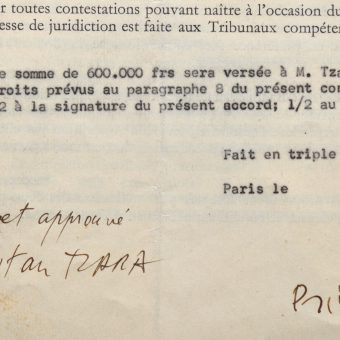 r toutes contestations pouvant naître à l'occasion du
esse de juridiction est faite aux Tribunaux compéten
e somme de 600.000 frs sera versée à M. Tza
roits prévus au paragraphe 8 du présent con
2 à la signature du présent accord; 1/2 au
Fait en triple
Paris le
et approuvé
tan TZARA